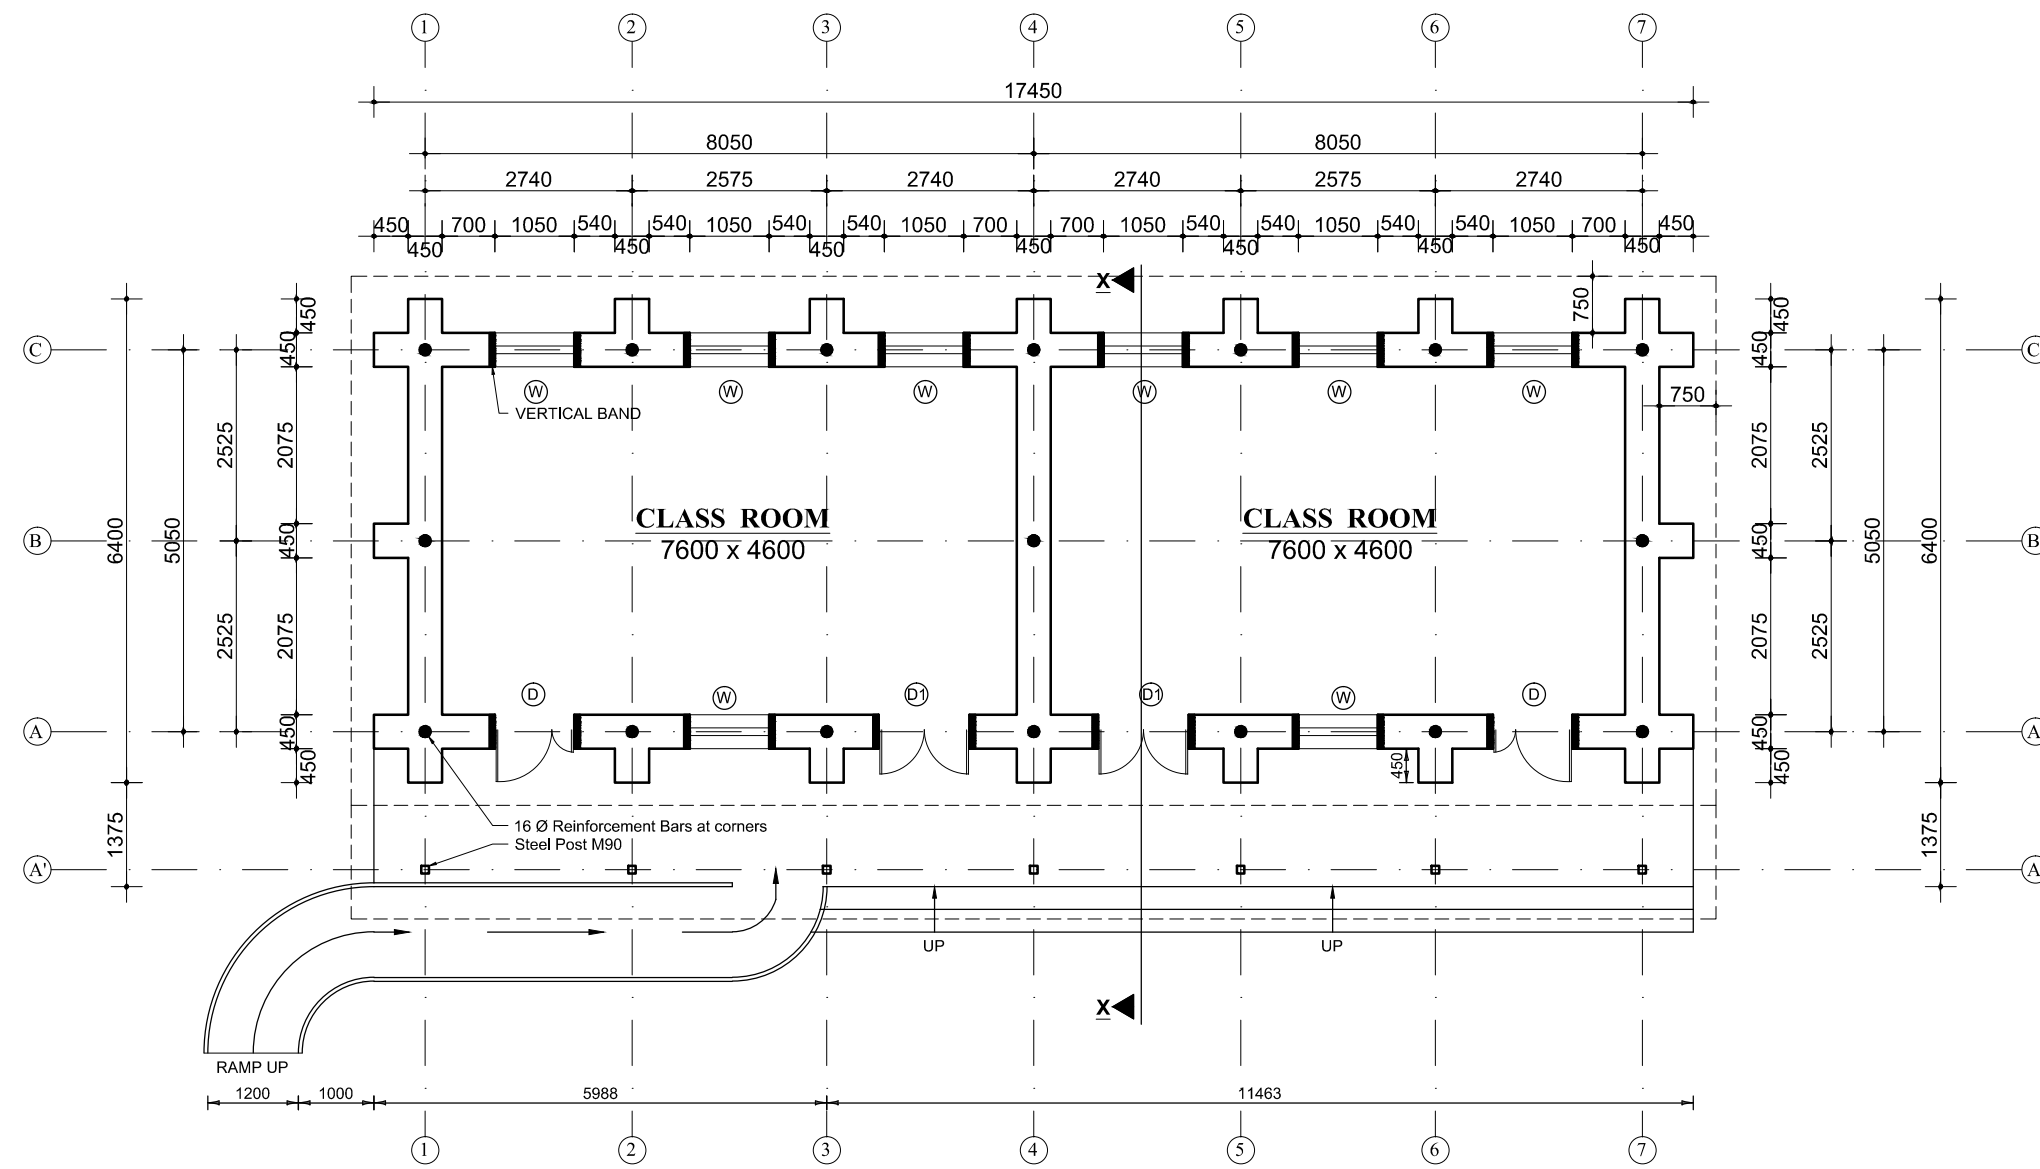 1 2 3 4 5 6 7
17450
8050 8050
2740 2575 2740 2740 2575 2740
450 700 1050 540 540 1050 540 540 1050 700 700 1050 540 540 1050 540 540 1050 700 450
450 450 450 450 450 450 450
X
750
450 450
C 450 450 C
W W W W W W
VERTICAL BAND
750
2525 2075 2075 2525
CLASS ROOM CLASS ROOM
7600 x 4600 7600 x 4600
B 6400 5050 450 450 5050 6400 B
2525 2075 2075 2525
D W D1 D1 W D
A 450 450 A
450 450 450
16 Ø Reinforcement Bars at corners
Steel Post M90
1375 1375
A' A
UP UP
X
RAMP UP
1200 1000 5988 11463
1 2 3 4 5 6 7